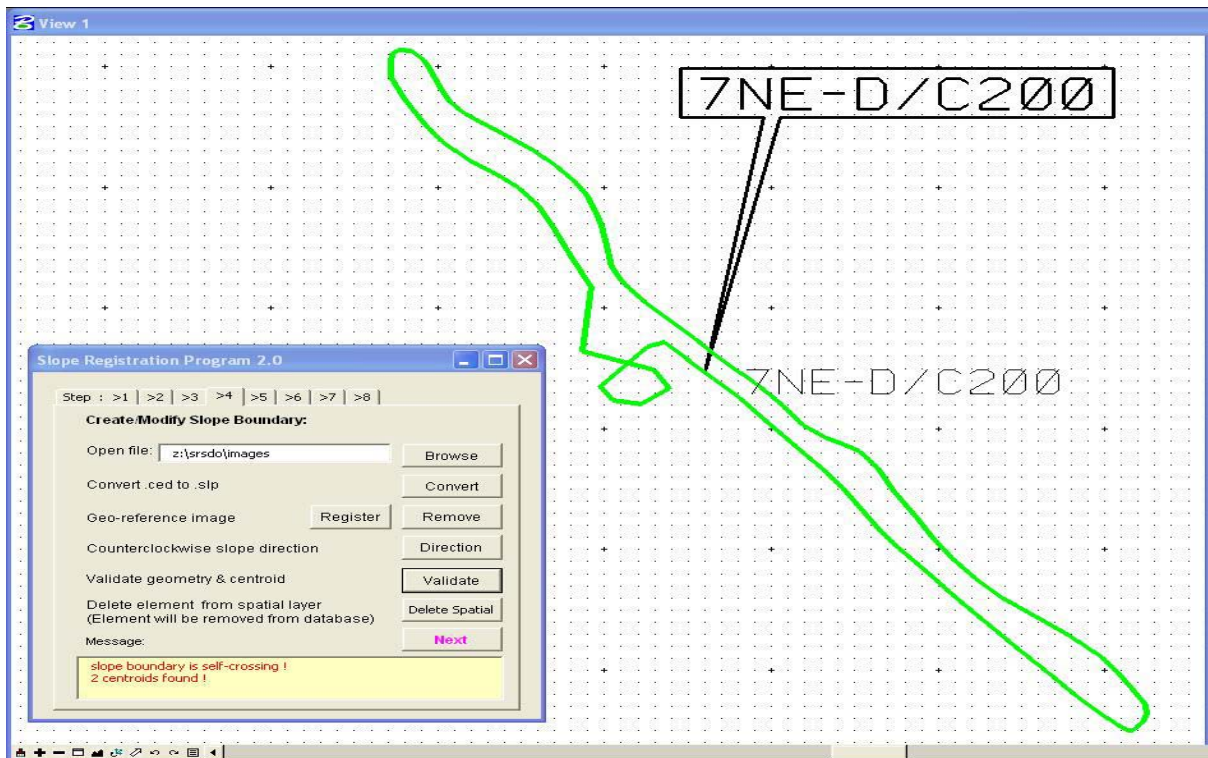 View 1
7NE-D/C200
7NE-D/C200
Slope Registration Program 2.0
Step : >1 >2 >3 >4 >5 >6 >7 >8
Create/Modify Slope Boundary:
Open file: z:\srsdo\images Browse
Convert .ced to .slp Convert
Geo-reference image Register Remove
Counterclockwise slope direction Direction
Validate geometry & centroid Validate
Delete element from spatial layer
(Element will be removed from database) Delete Spatial
Message: Next
slope boundary is self-crossing !
2 centroids found !